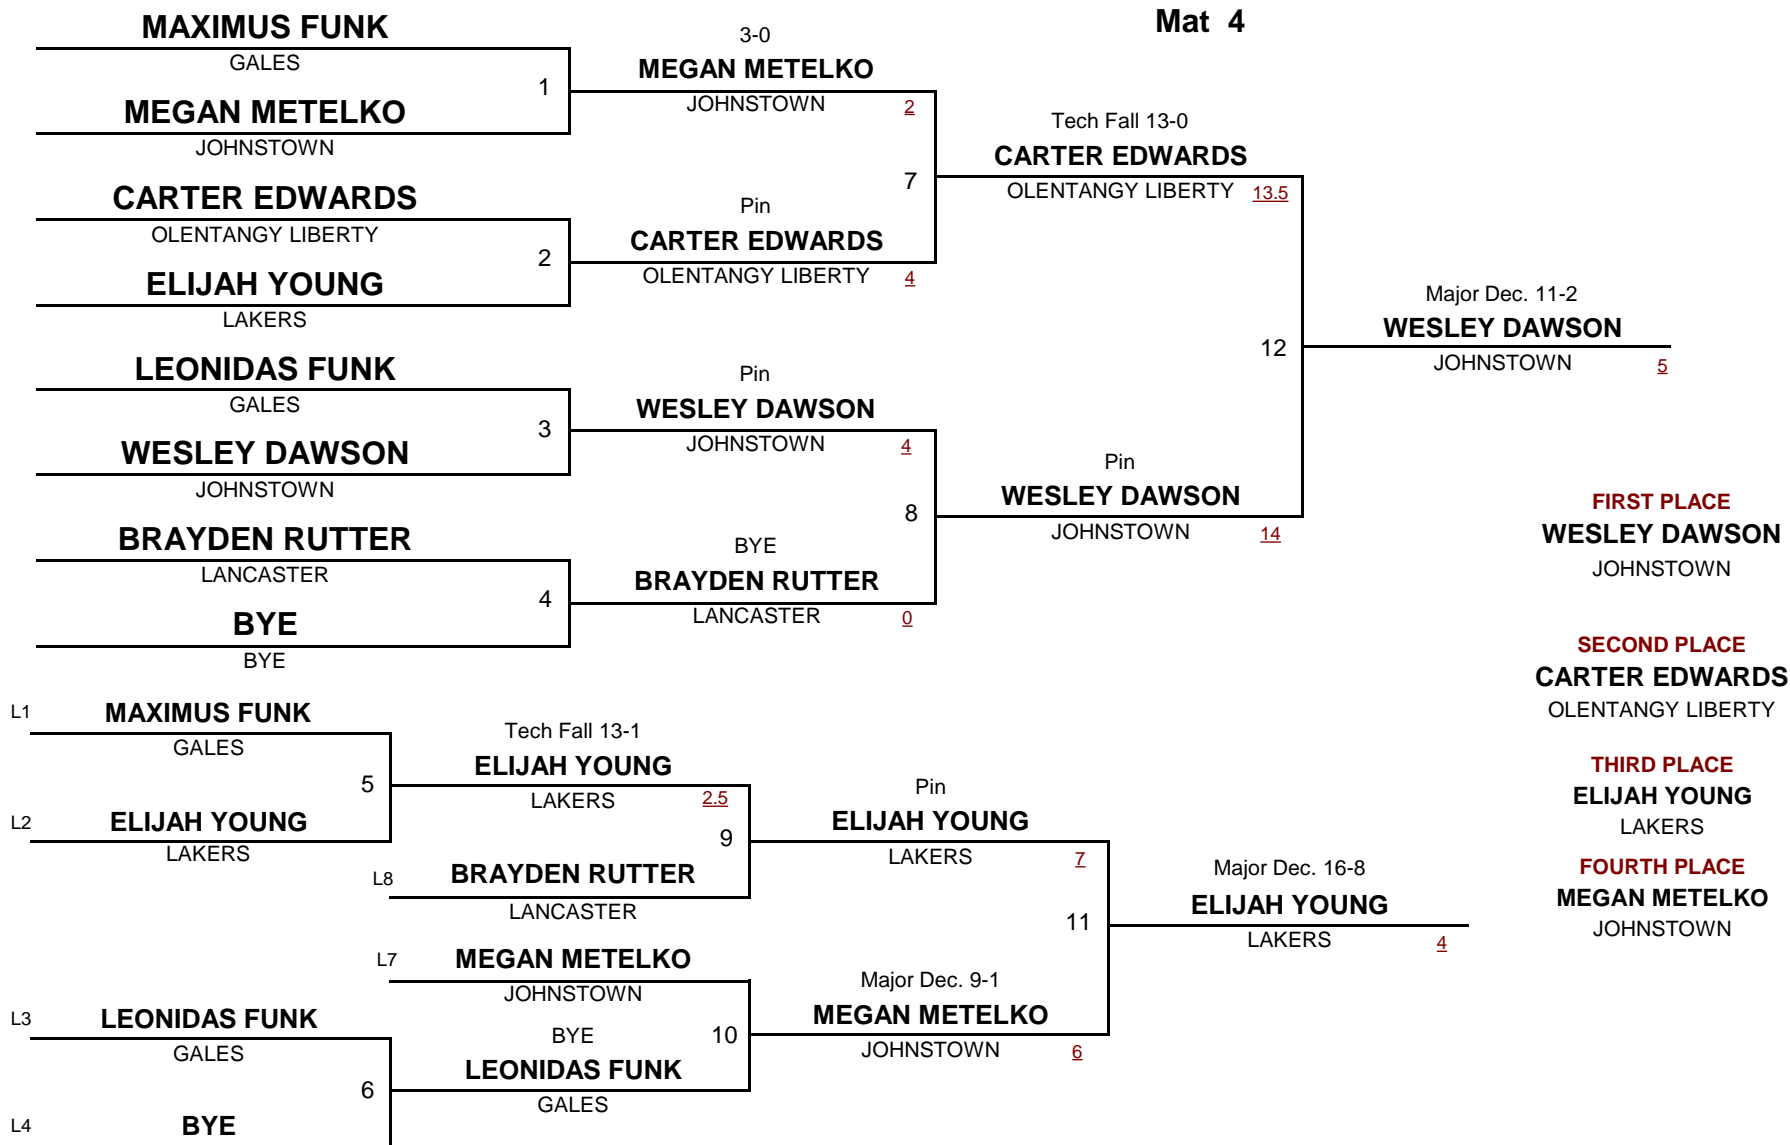 Mat 4
MAXIMUS FUNK
GALES
1
MEGAN METELKO
JOHNSTOWN
CARTER EDWARDS
OLENTANGY LIBERTY
2
ELIJAH YOUNG
LAKERS
LEONIDAS FUNK
GALES
3
WESLEY DAWSON
JOHNSTOWN
BRAYDEN RUTTER
LANCASTER
4
BYE
BYE
3-0
MEGAN METELKO
JOHNSTOWN 2
7
Pin
CARTER EDWARDS
OLENTANGY LIBERTY 4
Pin
WESLEY DAWSON
JOHNSTOWN 4
8
BYE
BRAYDEN RUTTER
LANCASTER 0
Tech Fall 13-0
CARTER EDWARDS
OLENTANGY LIBERTY 13.5
12
Pin
WESLEY DAWSON
JOHNSTOWN 14
Major Dec. 11-2
WESLEY DAWSON
JOHNSTOWN 5
FIRST PLACE
WESLEY DAWSON
JOHNSTOWN
SECOND PLACE
CARTER EDWARDS
OLENTANGY LIBERTY
THIRD PLACE
ELIJAH YOUNG
LAKERS
FOURTH PLACE
MEGAN METELKO
JOHNSTOWN
L1 MAXIMUS FUNK
GALES
5
L2 ELIJAH YOUNG
LAKERS
L3 LEONIDAS FUNK
GALES
6
L4 BYE
Tech Fall 13-1
ELIJAH YOUNG
LAKERS 2.5
9
L8 BRAYDEN RUTTER
LANCASTER
L7 MEGAN METELKO
JOHNSTOWN
10
BYE
LEONIDAS FUNK
GALES
Pin
ELIJAH YOUNG
LAKERS 7
11
Major Dec. 9-1
MEGAN METELKO
JOHNSTOWN 6
Major Dec. 16-8
ELIJAH YOUNG
LAKERS 4